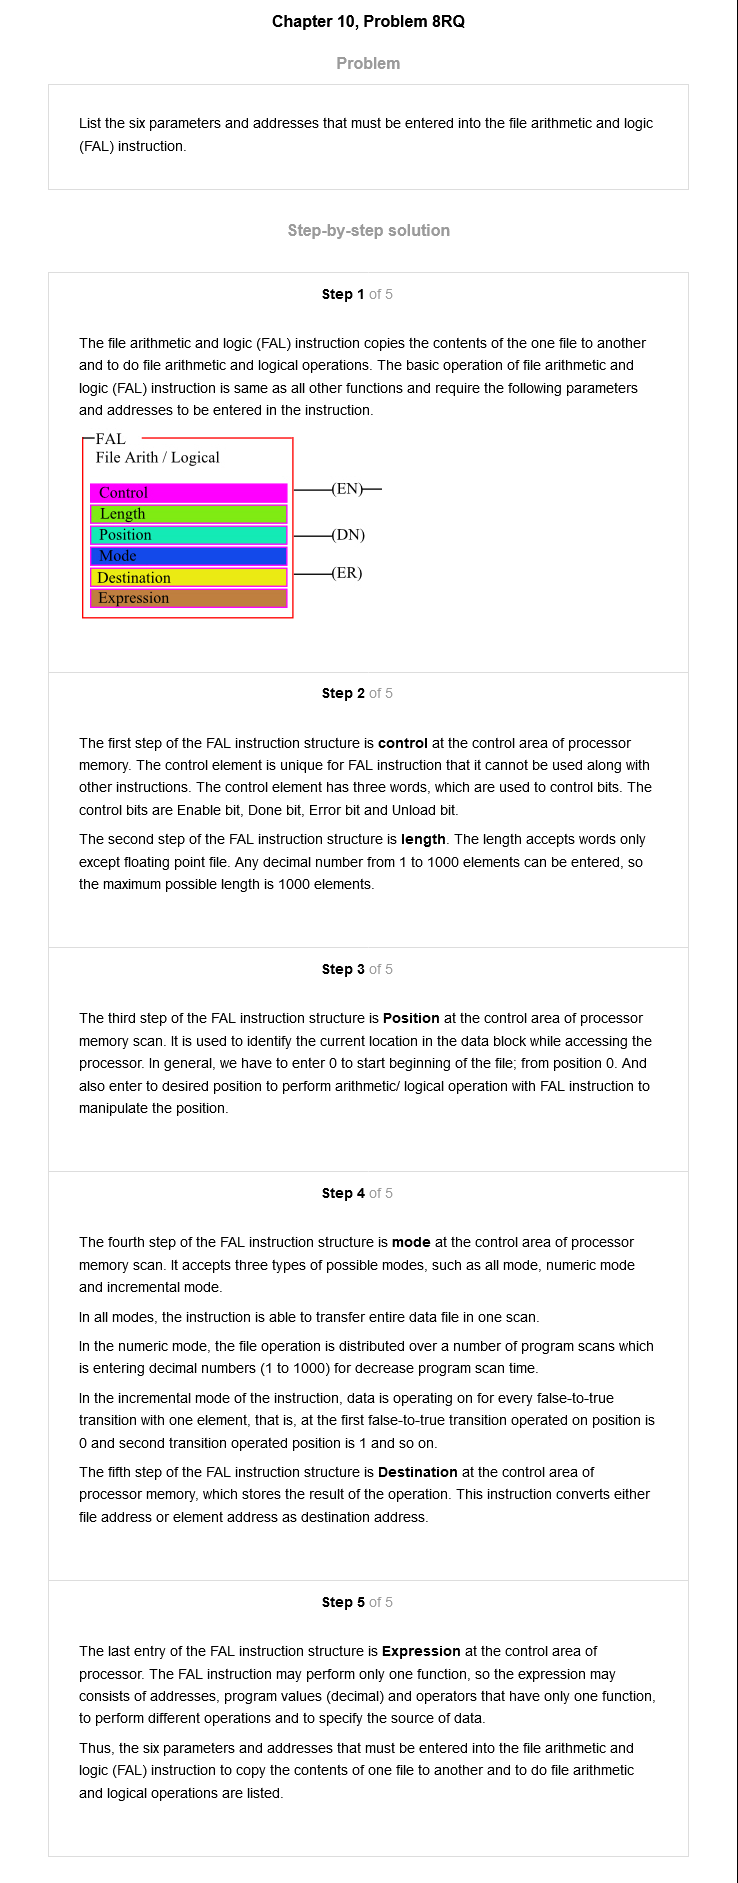 Chapter 10, Problem 8RQ
Problem
List the six parameters and addresses that must be entered into the file arithmetic and logic
(FAL) instruction.
Step-by-step solution
Step 1 of 5
The file arithmetic and logic (FAL) instruction copies the contents of the one file to another
and to do file arithmetic and logical operations. The basic operation of file arithmetic and
logic (FAL) instruction is same as all other functions and require the following parameters
and addresses to be entered in the instruction.
FAL
File Arith / Logical
Control
(EN)
Length
Position
(DN)
Mode
Destination
(ER)
Expression
Step 2 of 5
The first step of the FAL instruction structure is control at the control area of processor
memory. The control element is unique for FAL instruction that it cannot be used along with
other instructions. The control element has three words, which are used to control bits. The
control bits are Enable bit, Done bit, Error bit and Unload bit.
The second step of the FAL instruction structure is length. The length accepts words only
except floating point file. Any decimal number from 1 to 1000 elements can be entered, so
the maximum possible length is 1000 elements.
Step 3 of 5
The third step of the FAL instruction structure is Position at the control area of processor
memory scan. It is used to identify the current location in the data block while accessing the
processor. In general, we have to enter 0 to start beginning of the file; from position 0. And
also enter to desired position to perform arithmetic/ logical operation with FAL instruction to
manipulate the position.
Step 4 of 5
The fourth step of the FAL instruction structure is mode at the control area of processor
memory scan. It accepts three types of possible modes, such as all mode, numeric mode
and incremental mode.
In all modes, the instruction is able to transfer entire data file in one scan.
In the numeric mode, the file operation is distributed over a number of program scans which
is entering decimal numbers (1 to 1000) for decrease program scan time.
In the incremental mode of the instruction, data is operating on for every false-to-true
transition with one element, that is, at the first false-to-true transition operated on position is
0 and second transition operated position is 1 and so on.
The fifth step of the FAL instruction structure is Destination at the control area of
processor memory, which stores the result of the operation. This instruction converts either
file address or element address as destination address.
Step 5 of 5
The last entry of the FAL instruction structure is Expression at the control area of
processor. The FAL instruction may perform only one function, so the expression may
consists of addresses, program values (decimal) and operators that have only one function,
to perform different operations and to specify the source of data.
Thus, the six parameters and addresses that must be entered into the file arithmetic and
logic (FAL) instruction to copy the contents of one file to another and to do file arithmetic
and logical operations are listed.